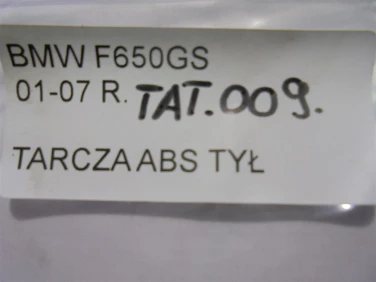 BMW F650GS
01-07 R. TAT.009.
TARCZA ABS TYŁ